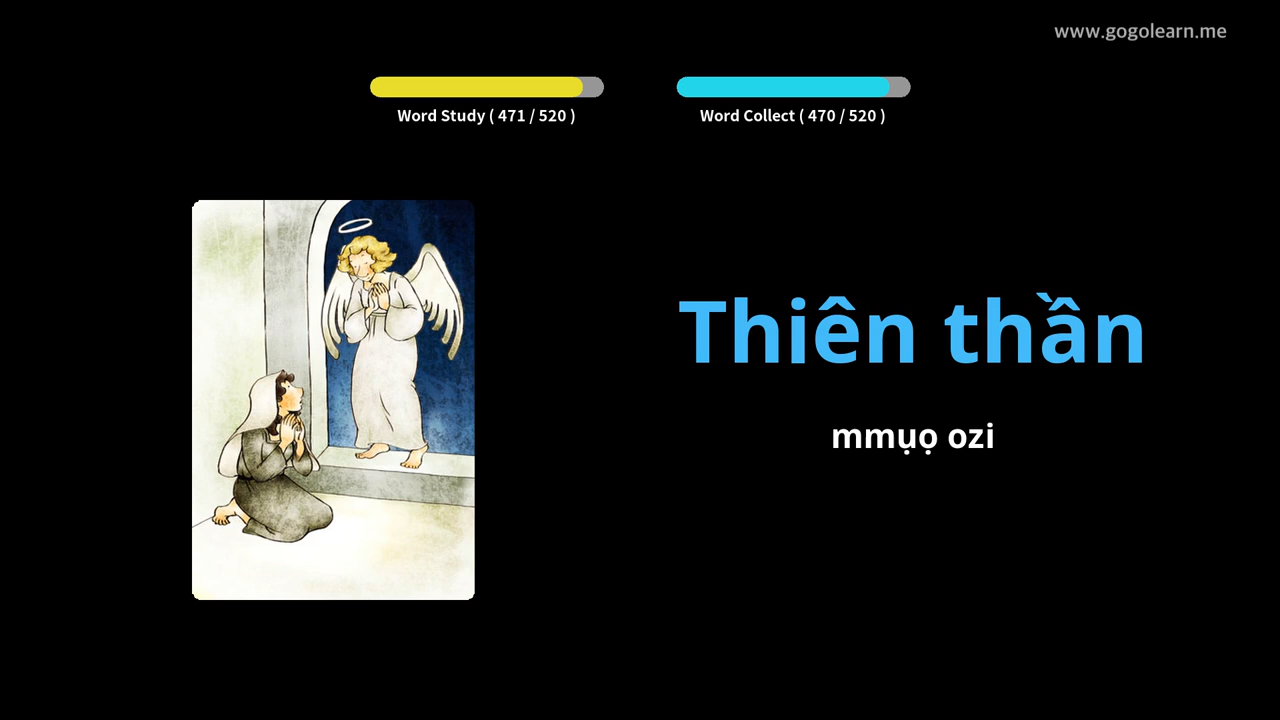 www.gogolearn.me
Word Study ( 471 / 520 )
Word Collect ( 470 / 520 )
Thiên thần
mmụọ ozi